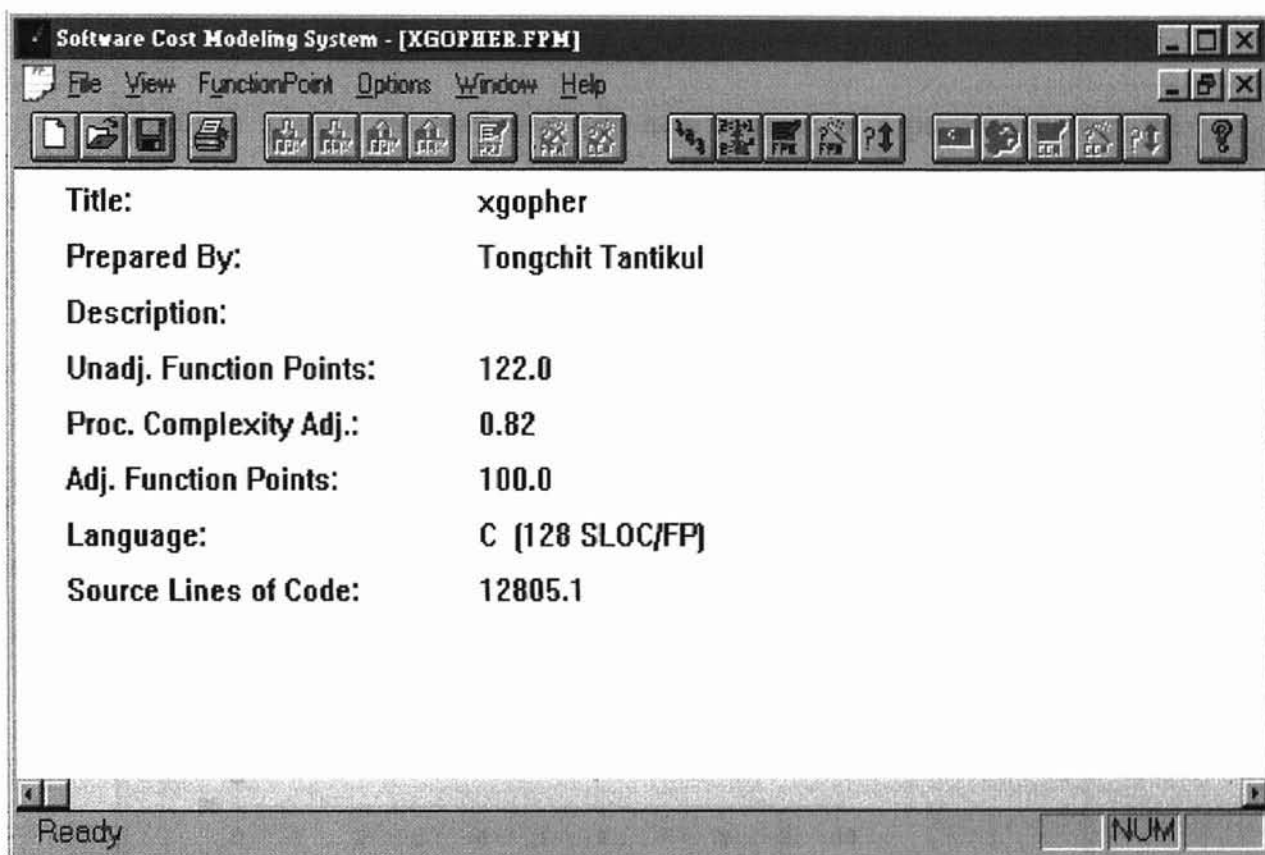 Software Cost Modeling System - [XGOPHER.FPM]
File View FunctionPoint Options Window Help
Title: xgopher
Prepared By: Tongchit Tantikul
Description:
Unadj. Function Points: 122.0
Proc. Complexity Adj.: 0.82
Adj. Function Points: 100.0
Language: C (128 SLOC/FP)
Source Lines of Code: 12805.1
Ready NUM